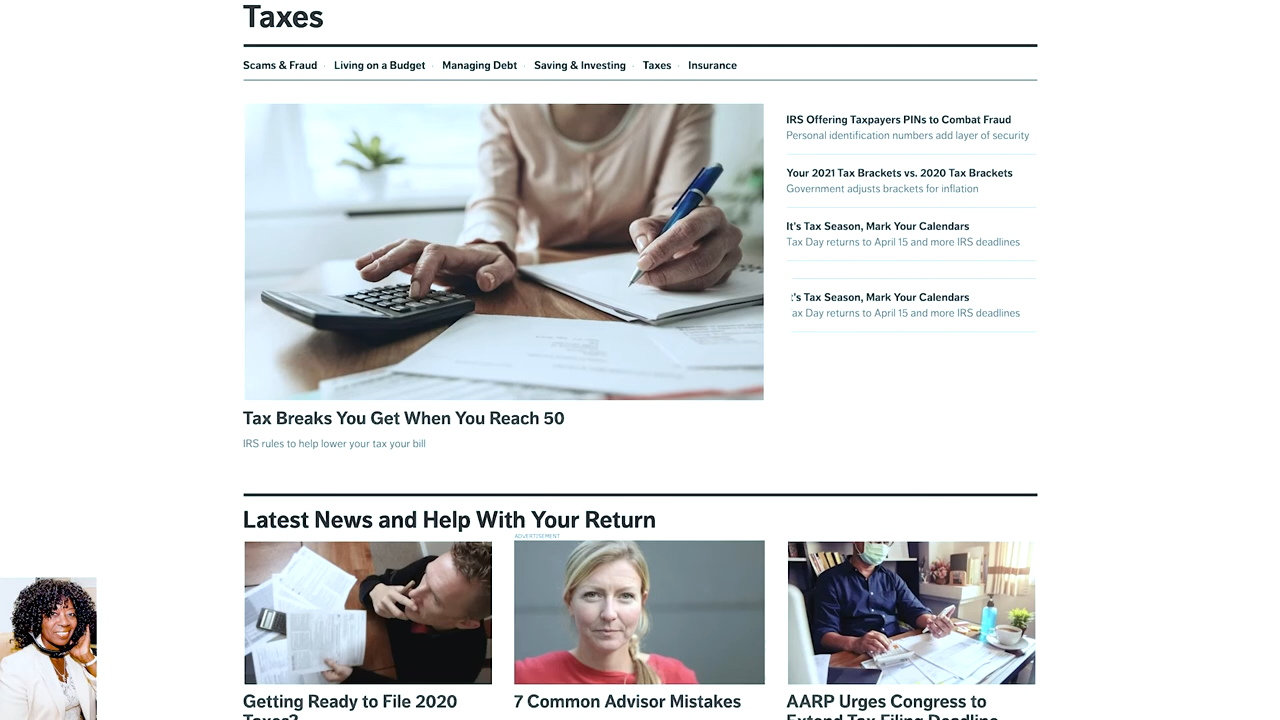 Taxes
Scams & Fraud · Living on a Budget · Managing Debt · Saving & Investing · Taxes · Insurance
IRS Offering Taxpayers PINs to Combat Fraud
Personal identification numbers add layer of security
Your 2021 Tax Brackets vs. 2020 Tax Brackets
Government adjusts brackets for inflation
It's Tax Season, Mark Your Calendars
Tax Day returns to April 15 and more IRS deadlines
t's Tax Season, Mark Your Calendars
ax Day returns to April 15 and more IRS deadlines
Tax Breaks You Get When You Reach 50
IRS rules to help lower your tax your bill
Latest News and Help With Your Return
ADVERTISEMENT
Getting Ready to File 2020
Taxes?
7 Common Advisor Mistakes
AARP Urges Congress to
Extend Tax Filing Deadline